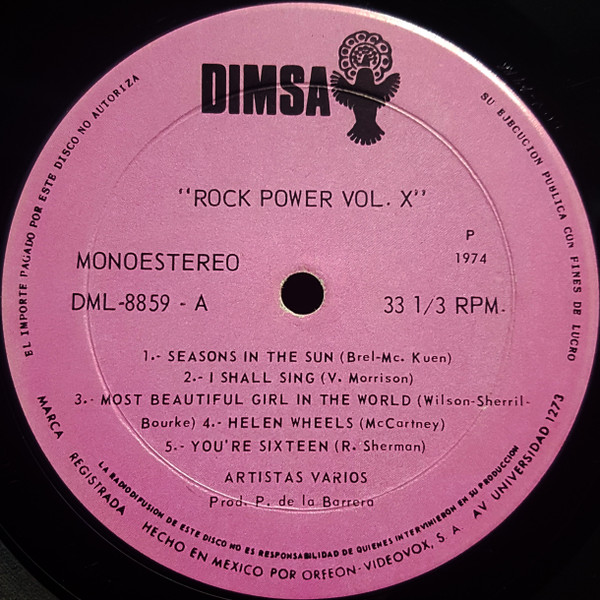 DIMSA
EL IMPORTE PAGADO POR ESTE DISCO NO AUTORIZA
SU EJECUCION PUBLICA CON FINES DE LUCRO
"ROCK POWER VOL. X"
P
1974
MONOESTEREO
DML-8859 - A
33 1/3 RPM.
1.- SEASONS IN THE SUN (Brel-Mc. Kuen)
2.- I SHALL SING (V. Morrison)
3.- MOST BEAUTIFUL GIRL IN THE WORLD (Wilson-Sherril-
Bourke) 4.- HELEN WHEELS (McCartney)
5.- YOU'RE SIXTEEN (R. Sherman)
ARTISTAS VARIOS
Prod. P. de la Barrera
LA RADIODIFUSION DE ESTE DISCO NO ES RESPONSABILIDAD DE QUIENES INTERVINIERON EN SU PRODUCCION
MARCA REGISTRADA HECHO EN MEXICO POR ORFEON-VIDEOVOX, S. A. AV UNIVERSIDAD 1273